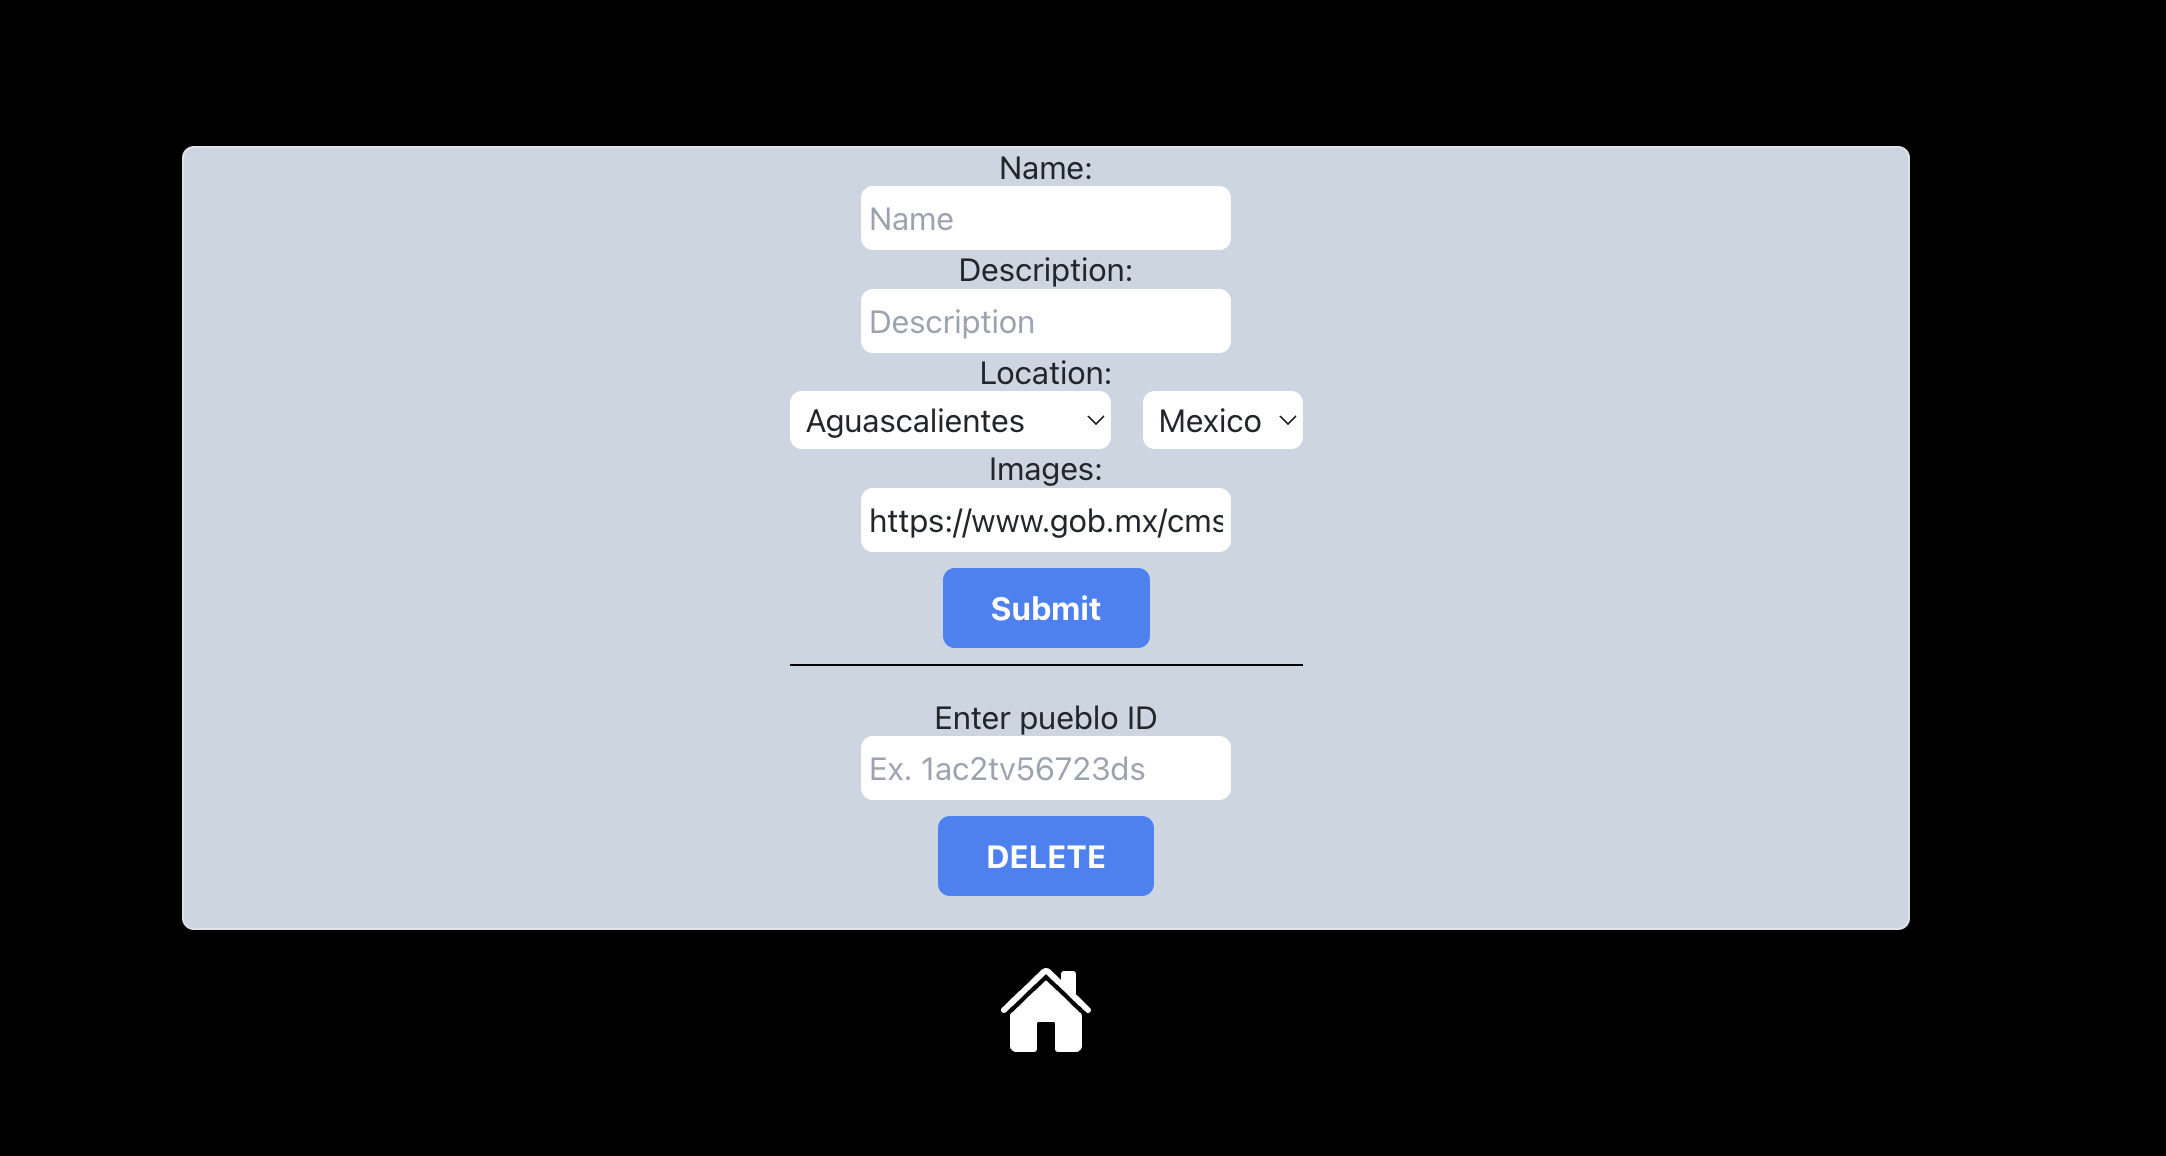 Name:
Name
Description:
Description
Location:
Aguascalientes Mexico
Images:
https://www.gob.mx/cms
Submit
Enter pueblo ID
Ex. 1ac2tv56723ds
DELETE